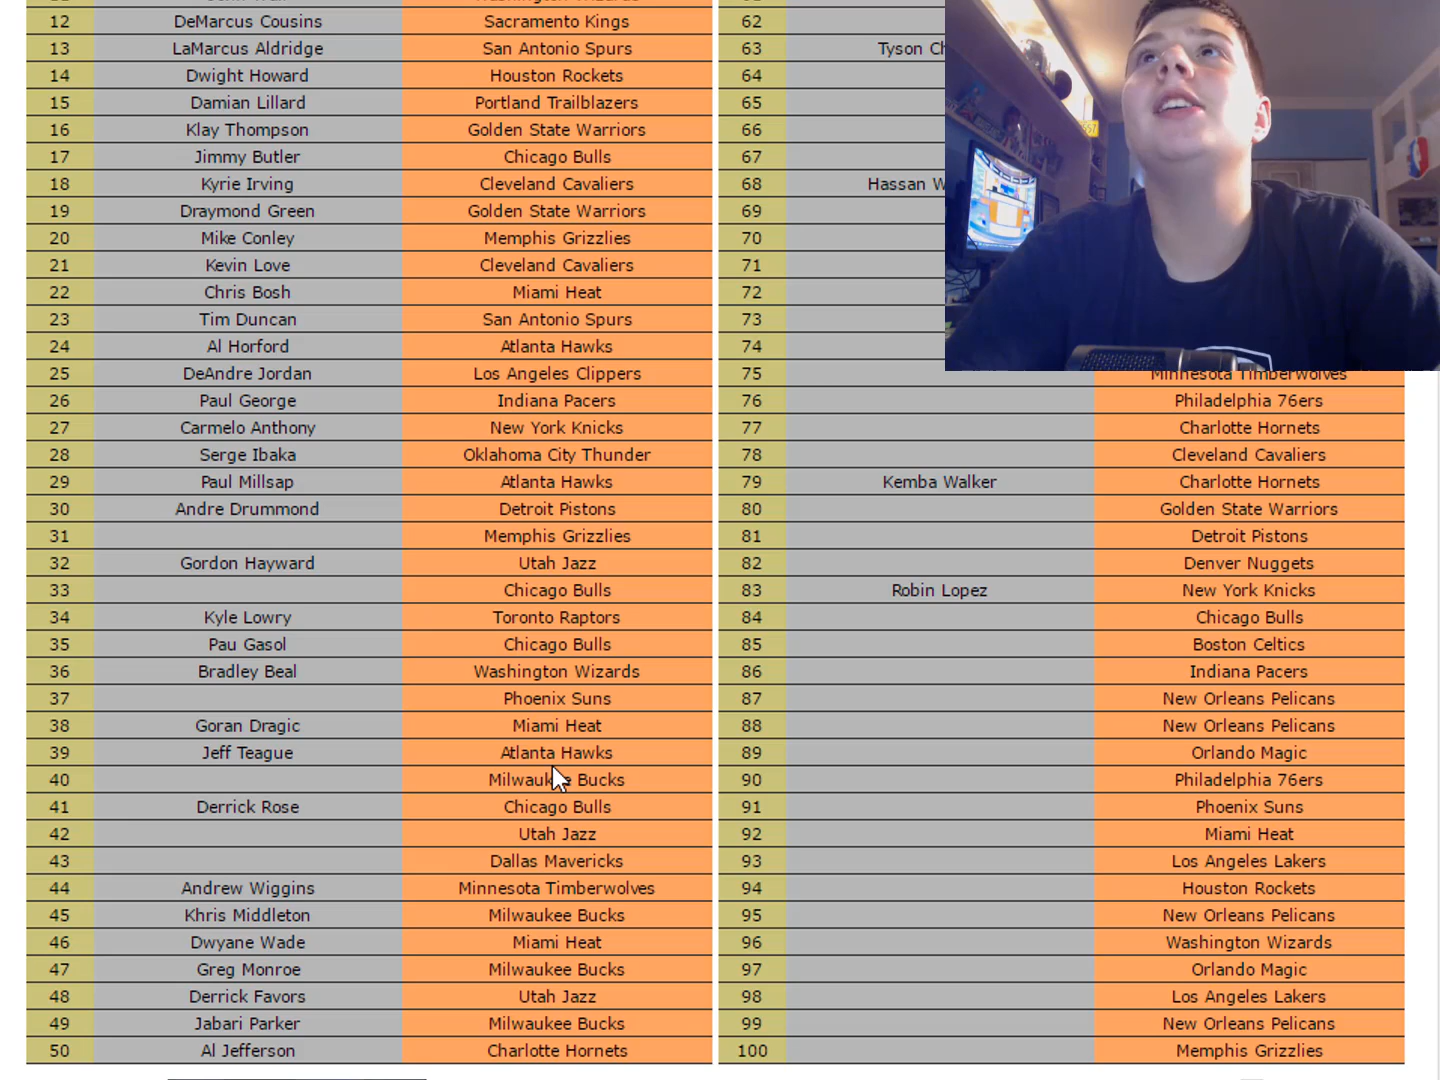 12 DeMarcus Cousins Sacramento Kings
13 LaMarcus Aldridge San Antonio Spurs
14 Dwight Howard Houston Rockets
15 Damian Lillard Portland Trailblazers
16 Klay Thompson Golden State Warriors
17 Jimmy Butler Chicago Bulls
18 Kyrie Irving Cleveland Cavaliers
19 Draymond Green Golden State Warriors
20 Mike Conley Memphis Grizzlies
21 Kevin Love Cleveland Cavaliers
22 Chris Bosh Miami Heat
23 Tim Duncan San Antonio Spurs
24 Al Horford Atlanta Hawks
25 DeAndre Jordan Los Angeles Clippers
26 Paul George Indiana Pacers
27 Carmelo Anthony New York Knicks
28 Serge Ibaka Oklahoma City Thunder
29 Paul Millsap Atlanta Hawks
30 Andre Drummond Detroit Pistons
31 Memphis Grizzlies
32 Gordon Hayward Utah Jazz
33 Chicago Bulls
34 Kyle Lowry Toronto Raptors
35 Pau Gasol Chicago Bulls
36 Bradley Beal Washington Wizards
37 Phoenix Suns
38 Goran Dragic Miami Heat
39 Jeff Teague Atlanta Hawks
40 Milwaukee Bucks
41 Derrick Rose Chicago Bulls
42 Utah Jazz
43 Dallas Mavericks
44 Andrew Wiggins Minnesota Timberwolves
45 Khris Middleton Milwaukee Bucks
46 Dwyane Wade Miami Heat
47 Greg Monroe Milwaukee Bucks
48 Derrick Favors Utah Jazz
49 Jabari Parker Milwaukee Bucks
50 Al Jefferson Charlotte Hornets
62
63 Tyson
64
65
66
67
68 Hassan
69
70
71
72
73
74
75 Minnesota Timberwolves
76 Philadelphia 76ers
77 Charlotte Hornets
78 Cleveland Cavaliers
79 Kemba Walker Charlotte Hornets
80 Golden State Warriors
81 Detroit Pistons
82 Denver Nuggets
83 Robin Lopez New York Knicks
84 Chicago Bulls
85 Boston Celtics
86 Indiana Pacers
87 New Orleans Pelicans
88 New Orleans Pelicans
89 Orlando Magic
90 Philadelphia 76ers
91 Phoenix Suns
92 Miami Heat
93 Los Angeles Lakers
94 Houston Rockets
95 New Orleans Pelicans
96 Washington Wizards
97 Orlando Magic
98 Los Angeles Lakers
99 New Orleans Pelicans
100 Memphis Grizzlies